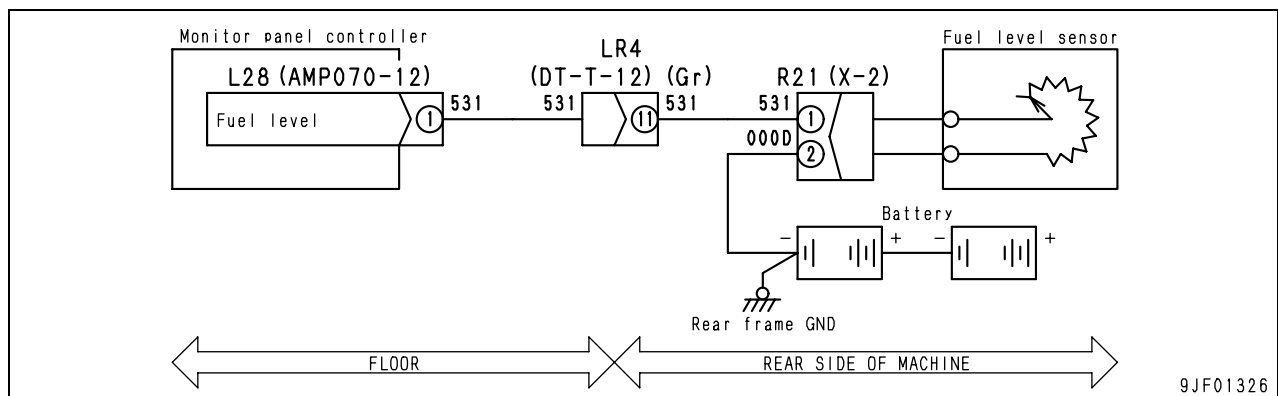 Monitor panel controller
LR4
Fuel level sensor
L28 (AMP070-12)
(DT-T-12) (Gr)
R21 (X-2)
Fuel level
1
531
531
11
531
531
1
000D
2
Battery
- + - +
Rear frame GND
FLOOR
REAR SIDE OF MACHINE
9JF01326